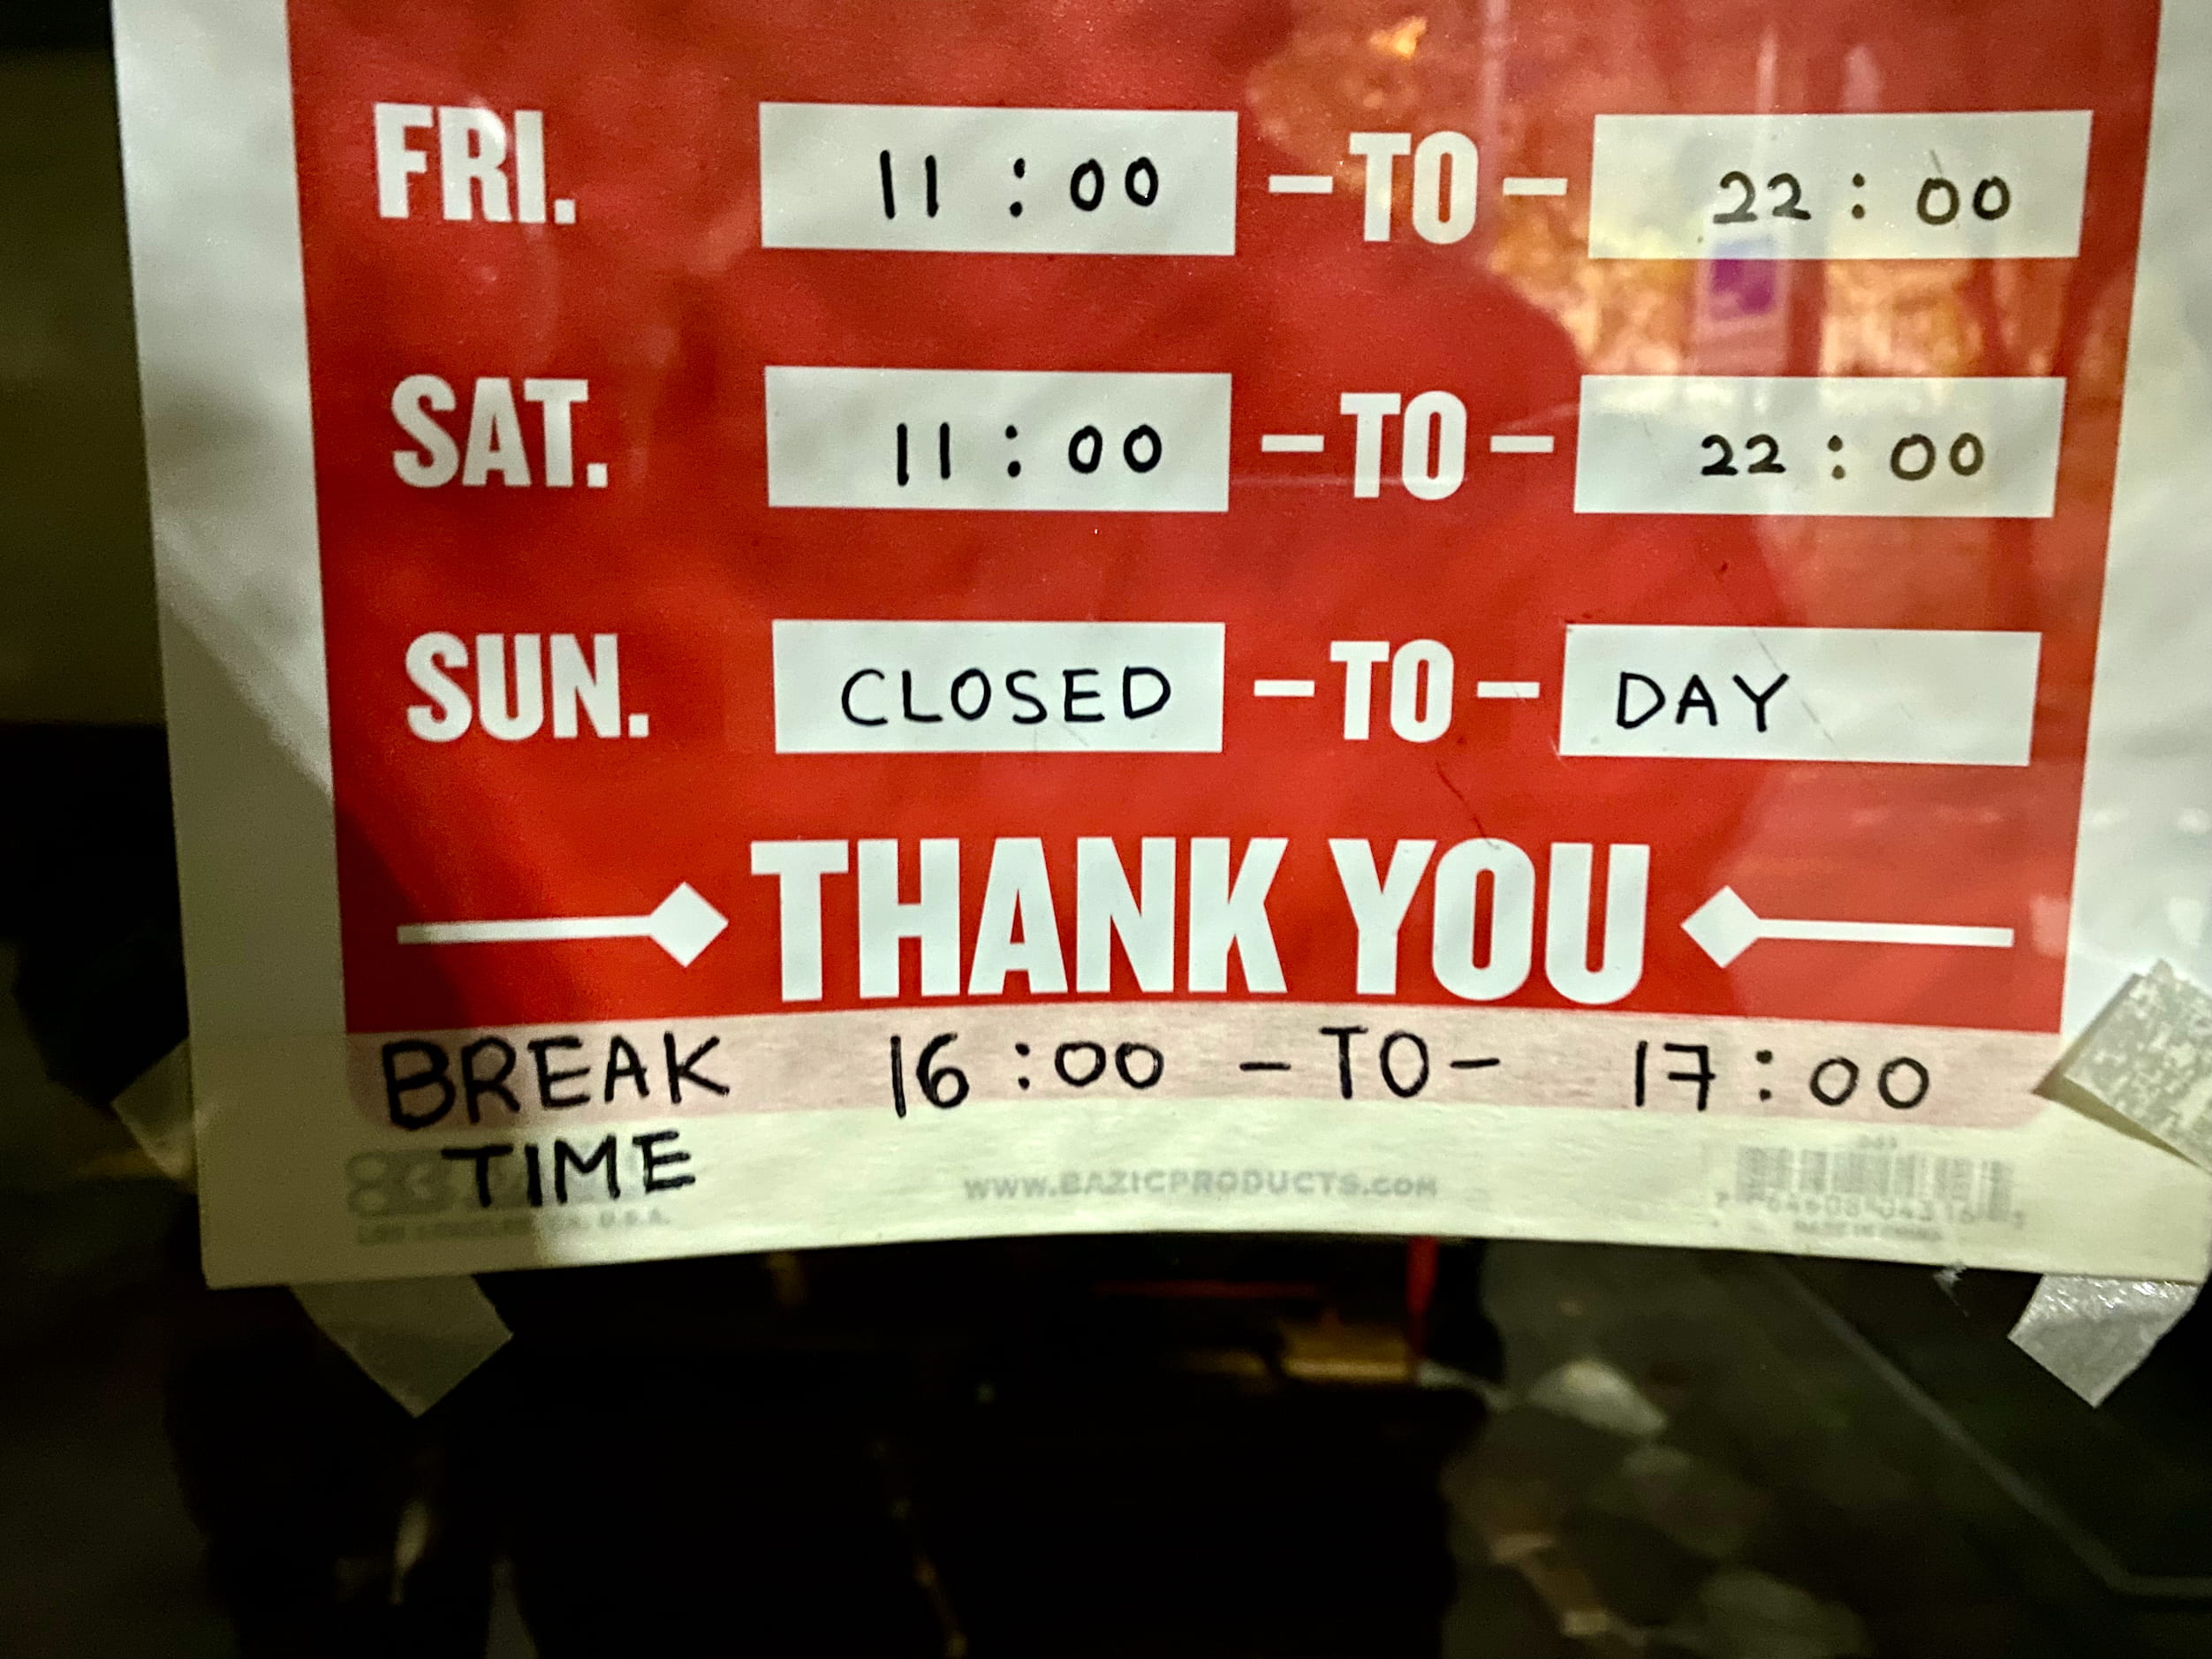 FRI. 11:00 -TO- 22:00
SAT. 11:00 -TO- 22:00
SUN. CLOSED -TO- DAY
THANK YOU
BREAK 16:00 -TO- 17:00
TIME
WWW.BAZICPRODUCTS.COM